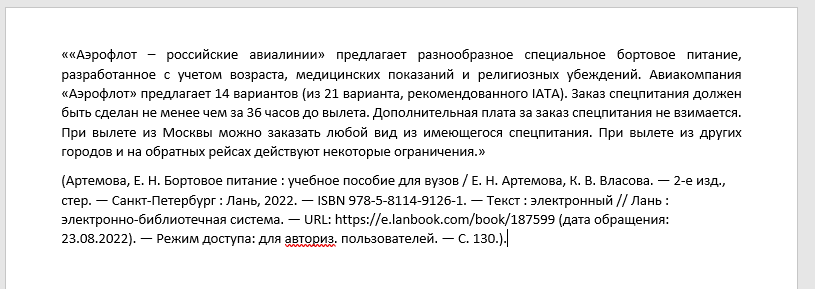 ««Аэрофлот – российские авиалинии» предлагает разнообразное специальное бортовое питание,
разработанное с учетом возраста, медицинских показаний и религиозных убеждений. Авиакомпания
«Аэрофлот» предлагает 14 вариантов (из 21 варианта, рекомендованного IATA). Заказ спецпитания должен
быть сделан не менее чем за 36 часов до вылета. Дополнительная плата за заказ спецпитания не взимается.
При вылете из Москвы можно заказать любой вид из имеющегося спецпитания. При вылете из других
городов и на обратных рейсах действуют некоторые ограничения.»
(Артемова, Е. Н. Бортовое питание : учебное пособие для вузов / Е. Н. Артемова, К. В. Власова. — 2-е изд.,
стер. — Санкт-Петербург : Лань, 2022. — ISBN 978-5-8114-9126-1. — Текст : электронный // Лань :
электронно-библиотечная система. — URL: https://e.lanbook.com/book/187599 (дата обращения:
23.08.2022). — Режим доступа: для авториз. пользователей. — С. 130.).